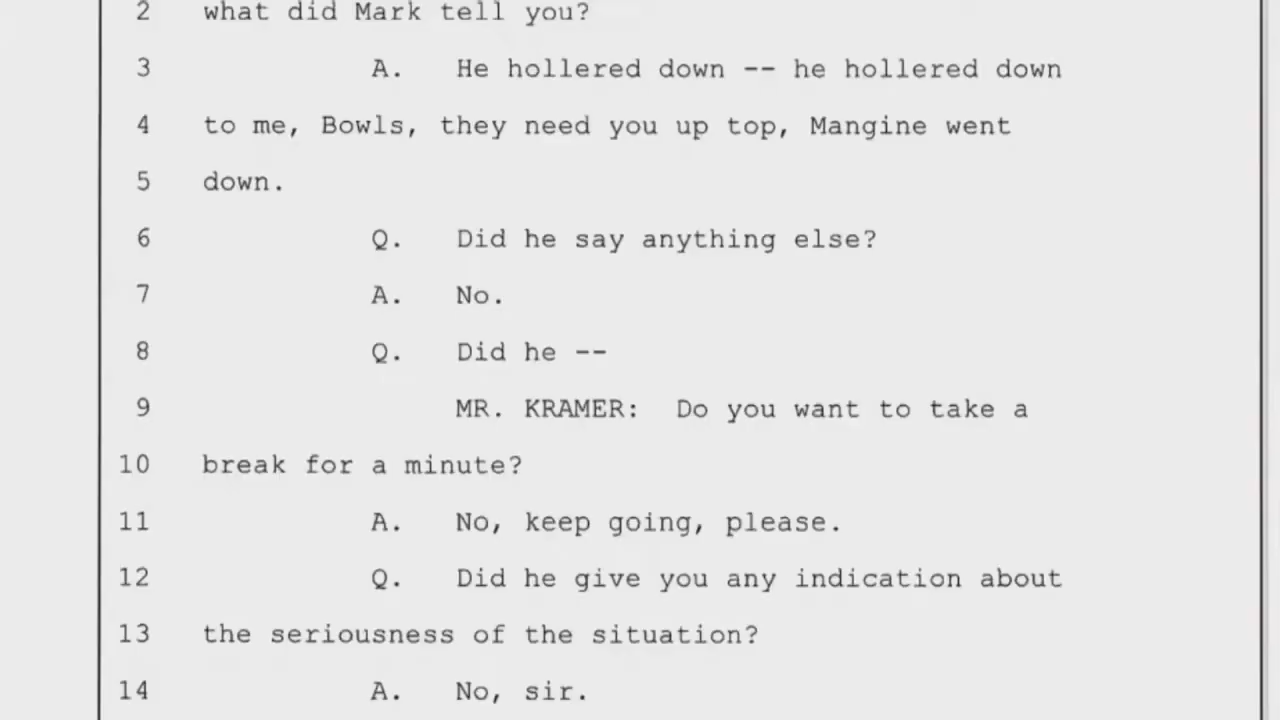 2 what did Mark tell you?
3 A. He hollered down -- he hollered down
4 to me, Bowls, they need you up top, Mangine went
5 down.
6 Q. Did he say anything else?
7 A. No.
8 Q. Did he --
9 MR. KRAMER: Do you want to take a
10 break for a minute?
11 A. No, keep going, please.
12 Q. Did he give you any indication about
13 the seriousness of the situation?
14 A. No, sir.